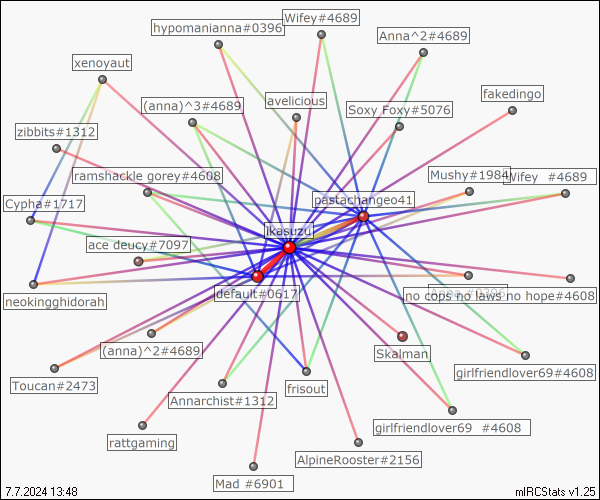 Wifey#4689
hypomanianna#0396
Anna^2#4689
xenoyaut
fakedingo
avelicious
(anna)^3#4689
Soxy Foxy#5076
zibbits#1312
ramshackle gorey#4608
Mushy#1984
Wifey #4689
Cypha#1717
pastachangeo41
ikesuzu
ace deucy#7097
default#0617
neokingghidorah
no cops no laws no hope#4608
(anna)^2#4689
Skalman
girlfriendlover69#4608
Toucan#2473
frisout
Annarchist#1312
girlfriendlover69 #4608
rattgaming
AlpineRooster#2156
Mad #6901
7.7.2024 13:48
mIRCStats v1.25